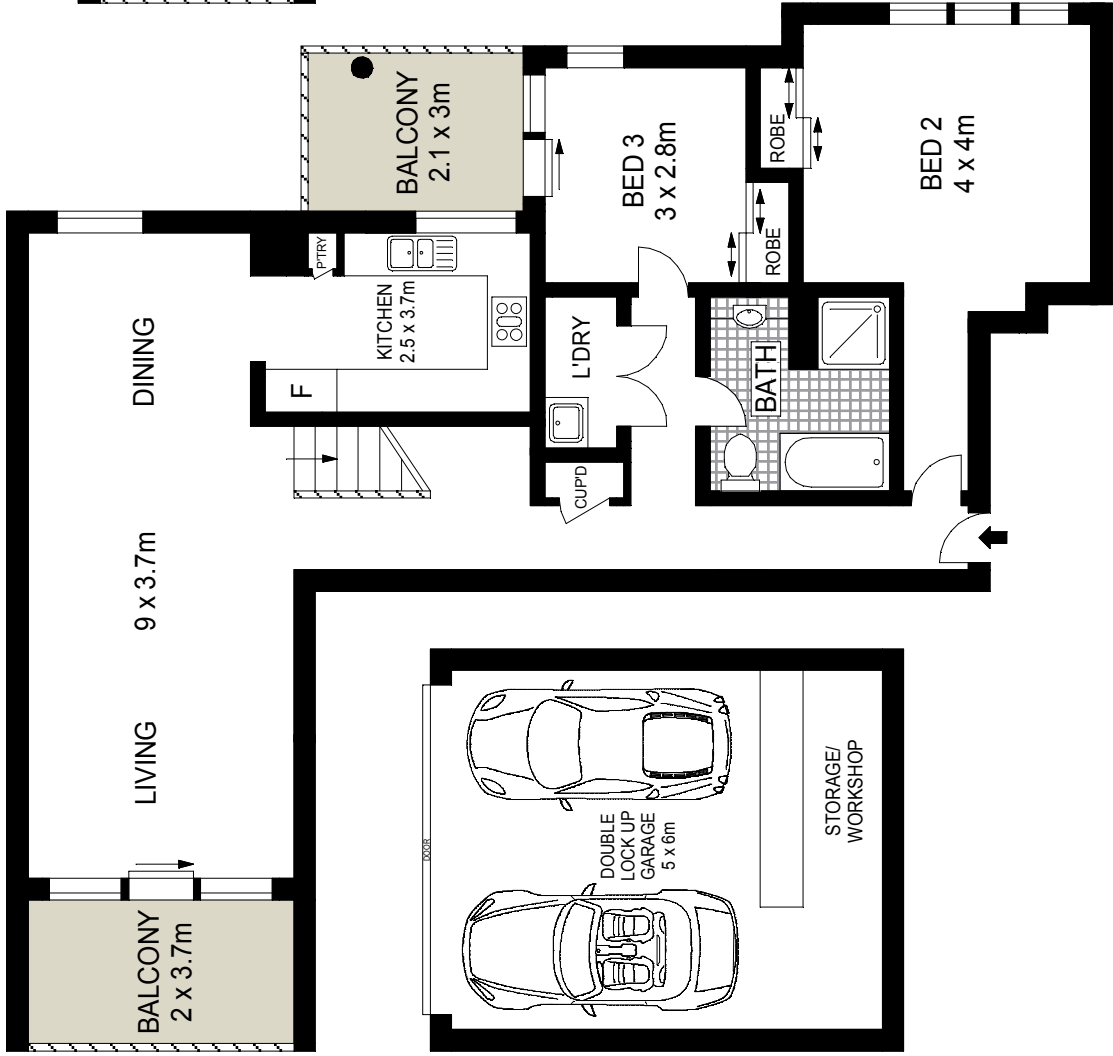 BALCONY
2.1 x 3m
BED 3
3 x 2.8m
ROBE
ROBE
BED 2
4 x 4m
P'TRY
KITCHEN
2.5 x 3.7m
F
L'DRY
BATH
CUP'D
DINING
9 x 3.7m
LIVING
BALCONY
2 x 3.7m
DOOR
DOUBLE
LOCK UP
GARAGE
5 x 6m
STORAGE/
WORKSHOP